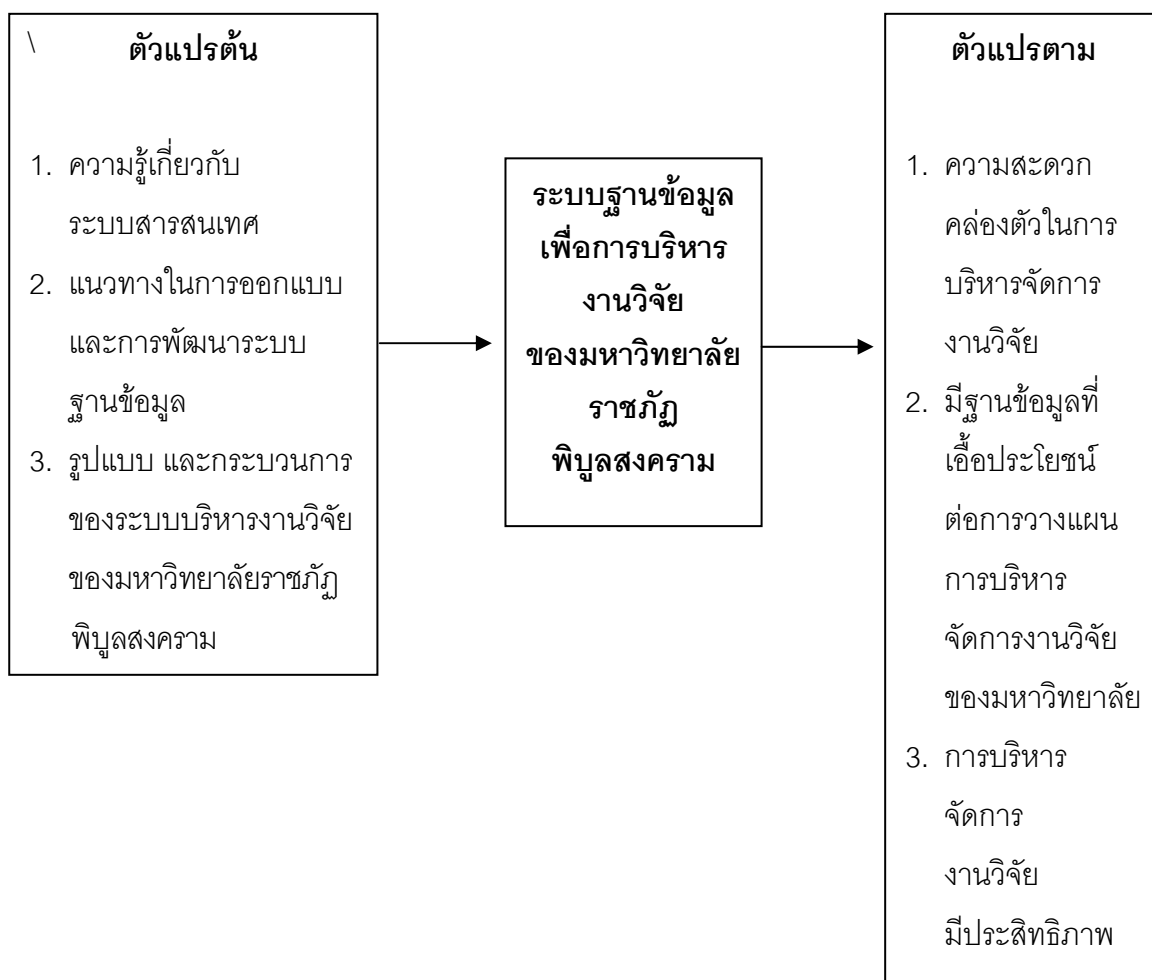 \ ตัวแปรต้น
1. ความรู้เกี่ยวกับ
ระบบสารสนเทศ
2. แนวทางในการออกแบบ
และการพัฒนาระบบ
ฐานข้อมูล
3. รูปแบบ และกระบวนการ
ของระบบบริหารงานวิจัย
ของมหาวิทยาลัยราชภัฏ
พิบูลสงคราม
ระบบฐานข้อมูล
เพื่อการบริหาร
งานวิจัย
ของมหาวิทยาลัย
ราชภัฏ
พิบูลสงคราม
ตัวแปรตาม
1. ความสะดวก
คล่องตัวในการ
บริหารจัดการ
งานวิจัย
2. มีฐานข้อมูลที่
เอื้อประโยชน์
ต่อการวางแผน
การบริหาร
จัดการงานวิจัย
ของมหาวิทยาลัย
3. การบริหาร
จัดการ
งานวิจัย
มีประสิทธิภาพ